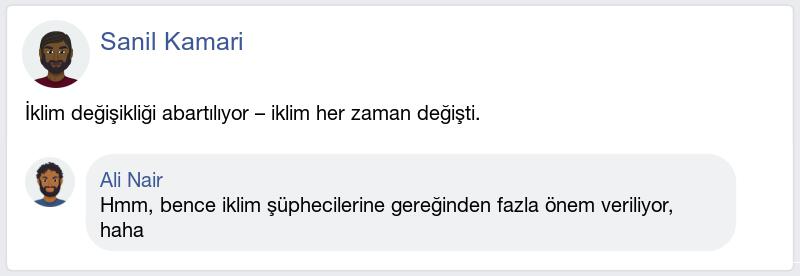 Sanil Kamari
İklim değişikliği abartılıyor – iklim her zaman değişti.
Ali Nair
Hmm, bence iklim şüphecilerine gereğinden fazla önem veriliyor,
haha